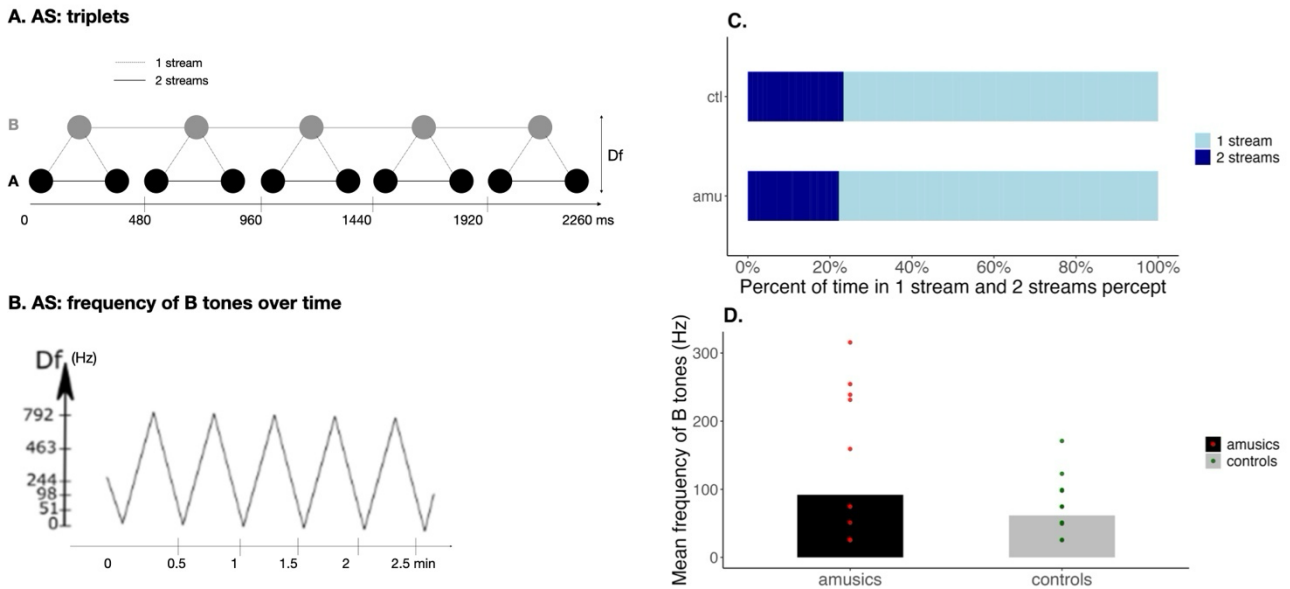 A. AS: triplets
1 stream
2 streams
B
A
Df
0 480 960 1440 1920 2260 ms
B. AS: frequency of B tones over time
Df (Hz)
792
463
244
98
51
0
0 0.5 1 1.5 2 2.5 min
C.
ctl
amu
0% 20% 40% 60% 80% 100%
Percent of time in 1 stream and 2 streams percept
1 stream
2 streams
D.
Mean frequency of B tones (Hz)
300
200
100
0
amusics controls
amusics
controls